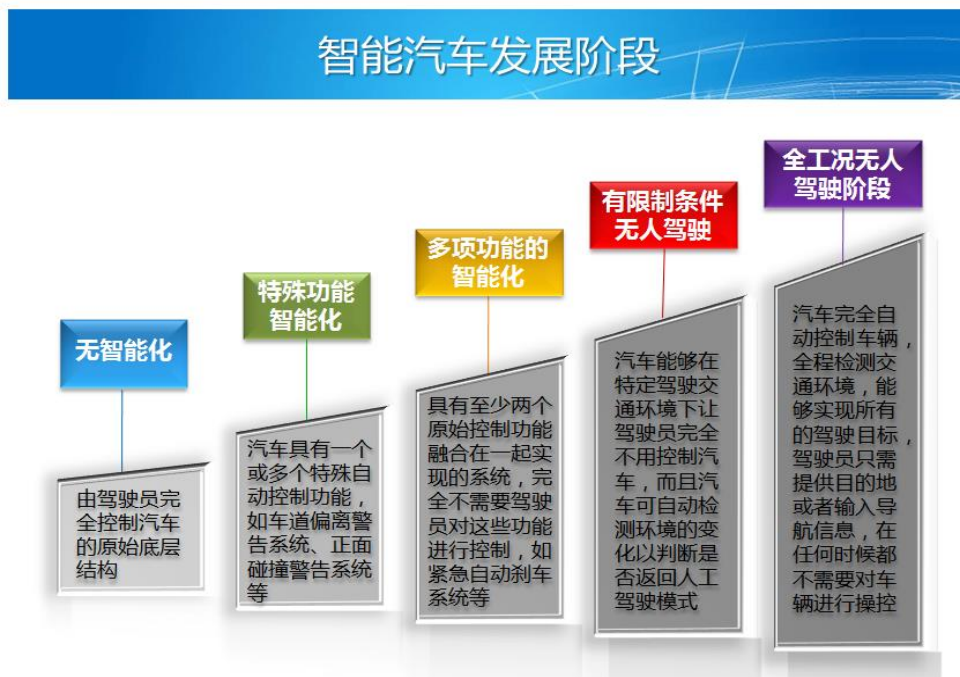 智能汽车发展阶段
无智能化
由驾驶员完
全控制汽车
的原始底层
结构
特殊功能
智能化
汽车具有一个
或多个特殊自
动控制功能，
如车道偏离警
告系统、正面
碰撞警告系统
等
多项功能的
智能化
具有至少两个
原始控制功能
融合在一起实
现的系统，完
全不需要驾驶
员对这些功能
进行控制，如
紧急自动刹车
系统等
有限制条件
无人驾驶
汽车能够在
特定驾驶交
通环境下让
驾驶员完全
不用控制汽
车，而且汽
车可自动检
测环境的变
化以判断是
否返回人工
驾驶模式
全工况无人
驾驶阶段
汽车完全自
动控制车辆，
全程检测交
通环境，能
够实现所有
的驾驶目标，
驾驶员只需
提供目的地
或者输入导
航信息，在
任何时候都
不需要对车
辆进行操控